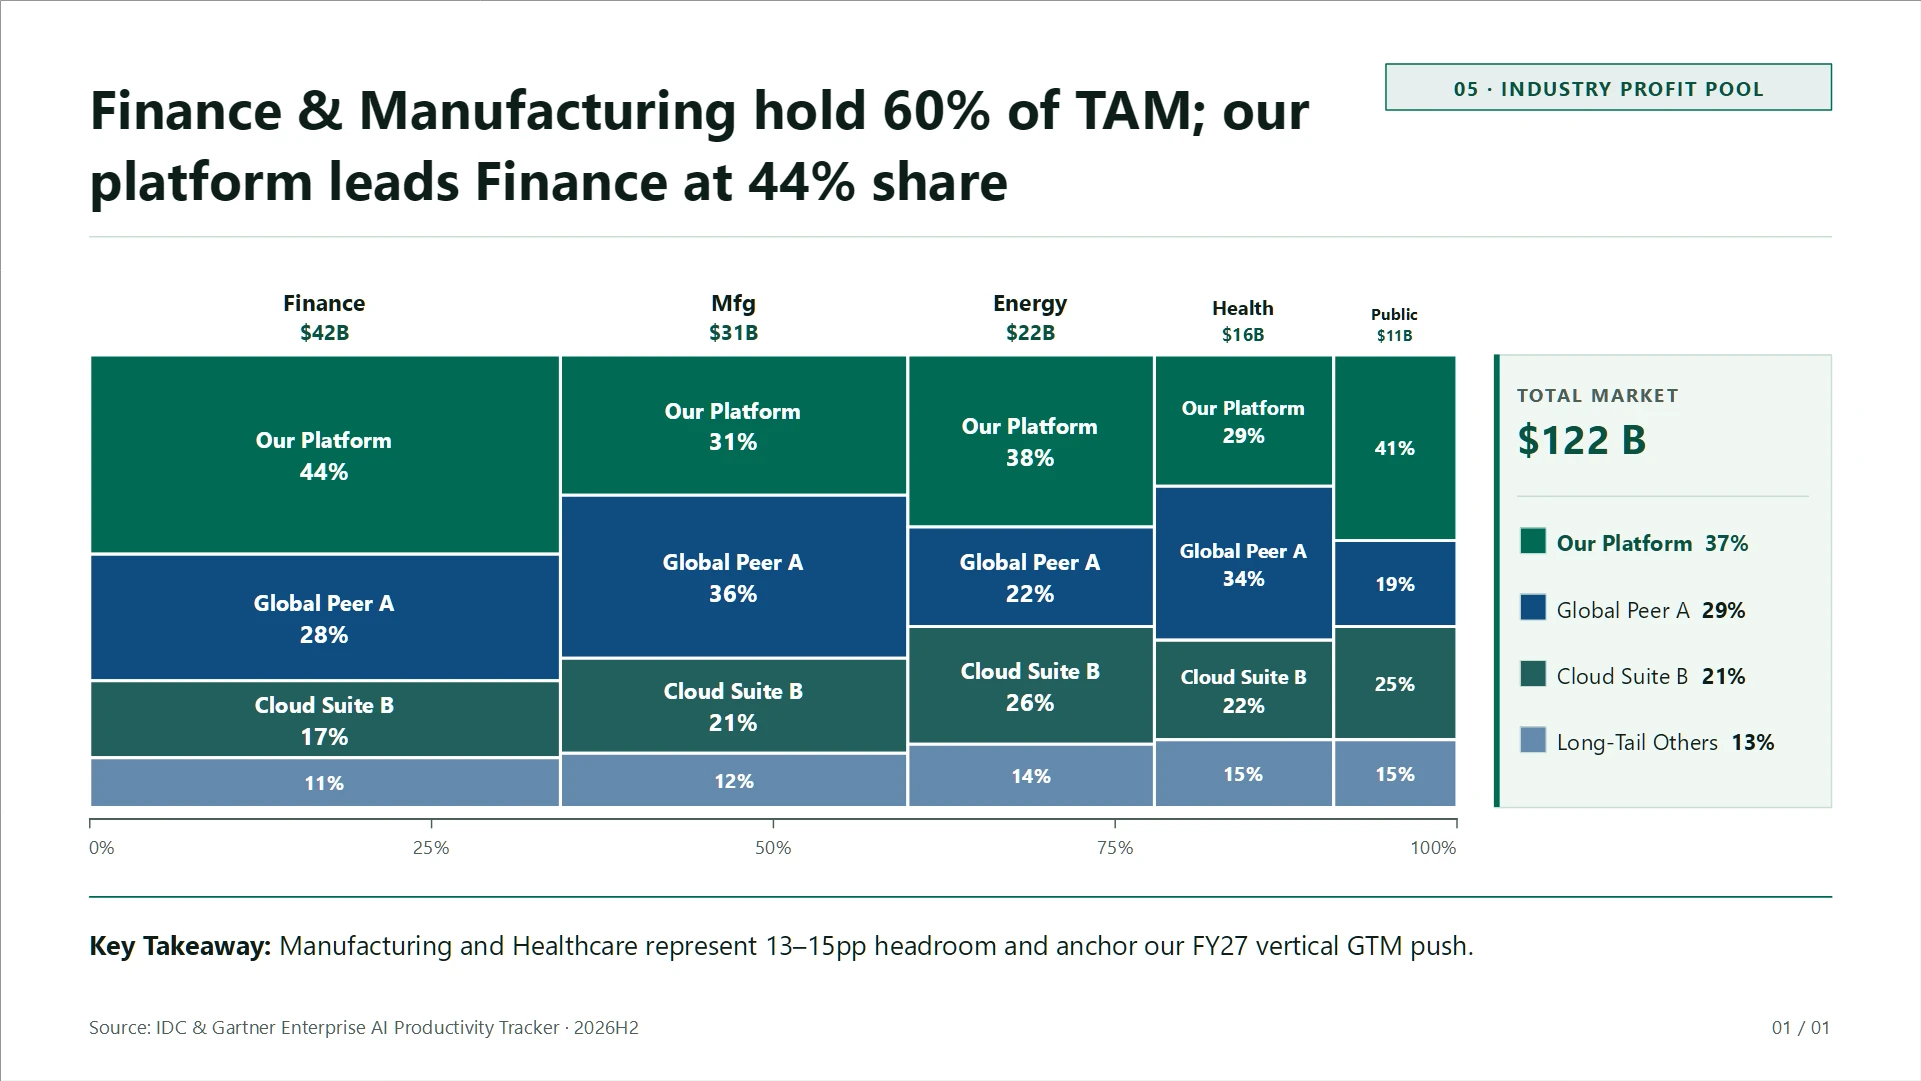 Finance & Manufacturing hold 60% of TAM; our
platform leads Finance at 44% share
05 · INDUSTRY PROFIT POOL
Finance
$42B
Mfg
$31B
Energy
$22B
Health
$16B
Public
$11B
Our Platform
44%
Global Peer A
28%
Cloud Suite B
17%
11%
Our Platform
31%
Global Peer A
36%
Cloud Suite B
21%
12%
Our Platform
38%
Global Peer A
22%
Cloud Suite B
26%
14%
Our Platform
29%
Global Peer A
34%
Cloud Suite B
22%
15%
41%
19%
25%
15%
0%
25%
50%
75%
100%
TOTAL MARKET
$122 B
Our Platform 37%
Global Peer A 29%
Cloud Suite B 21%
Long-Tail Others 13%
Key Takeaway: Manufacturing and Healthcare represent 13–15pp headroom and anchor our FY27 vertical GTM push.
Source: IDC & Gartner Enterprise AI Productivity Tracker · 2026H2
01 / 01